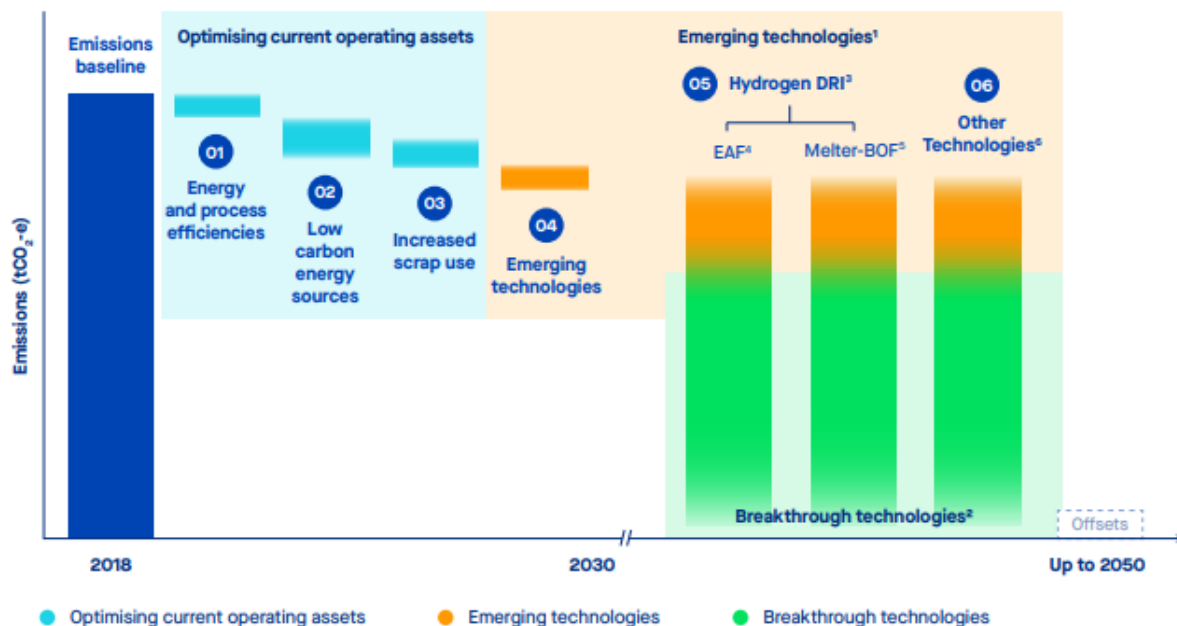 Emissions
baseline
Optimising current operating assets
Emerging technologies¹
01
Energy
and process
efficiencies
02
Low
carbon
energy
sources
03
Increased
scrap use
04
Emerging
technologies
05 Hydrogen DRI³
EAF⁴
Melter-BOF⁵
06
Other
Technologies⁶
Breakthrough technologies²
Offsets
Emissions (tCO₂-e)
2018
2030
Up to 2050
Optimising current operating assets
Emerging technologies
Breakthrough technologies